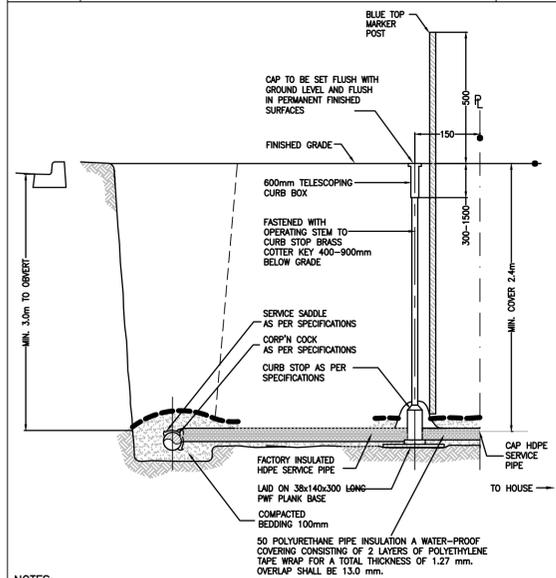 BLUE TOP
MARKER
POST
CAP TO BE SET FLUSH WITH
GROUND LEVEL AND FLUSH
IN PERMANENT FINISHED
SURFACES
500
PL
150
FINISHED GRADE
600mm TELESCOPING
CURB BOX
300-1500
FASTENED WITH
OPERATING STEM TO
CURB STOP BRASS
COTTER KEY 400-900mm
BELOW GRADE
MIN. 3.0m TO OBVERT
MIN. COVER 2.4m
SERVICE SADDLE
AS PER SPECIFICATIONS
CORP'N COCK
AS PER SPECIFICATIONS
CURB STOP AS PER
SPECIFICATIONS
FACTORY INSULATED
HDPE SERVICE PIPE
CAP HDPE
SERVICE
PIPE
LAID ON 38x140x300 LONG
PWF PLANK BASE
TO HOUSE
COMPACTED
BEDDING 100mm
50 POLYURETHANE PIPE INSULATION A WATER-PROOF
COVERING CONSISTING OF 2 LAYERS OF POLYETHYLENE
TAPE WRAP FOR A TOTAL THICKNESS OF 1.27 mm.
OVERLAP SHALL BE 13.0 mm.
NOTES